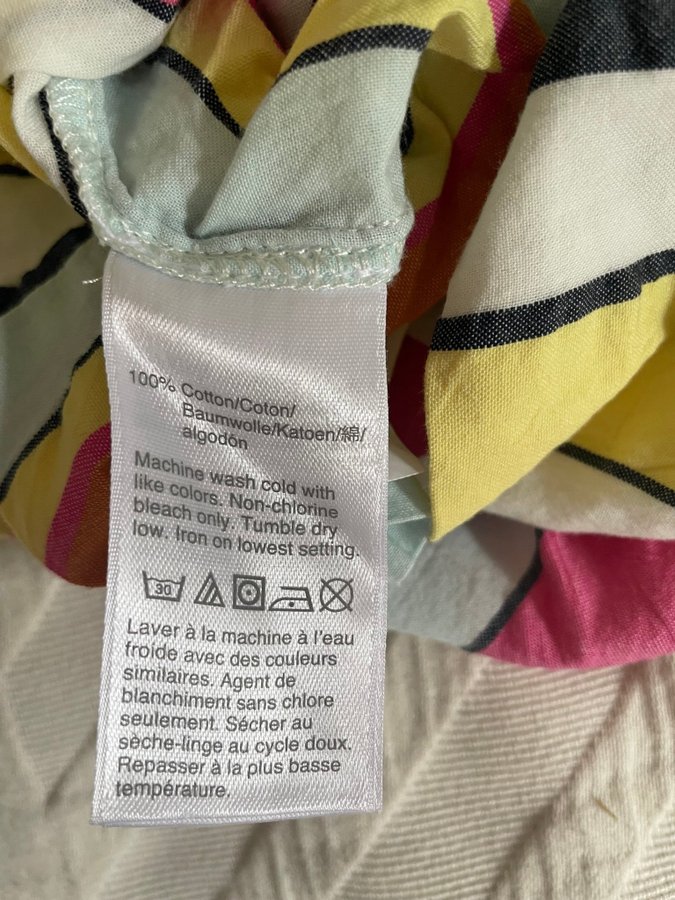 100% Cotton/Coton/
Baumwolle/Katoen/綿/
algodón
Machine wash cold with
like colors. Non-chlorine
bleach only. Tumble dry
low. Iron on lowest setting.
30
Laver à la machine à l'eau
froide avec des couleurs
similaires. Agent de
blanchiment sans chlore
seulement. Sécher au
sèche-linge au cycle doux.
Repasser à la plus basse
température.